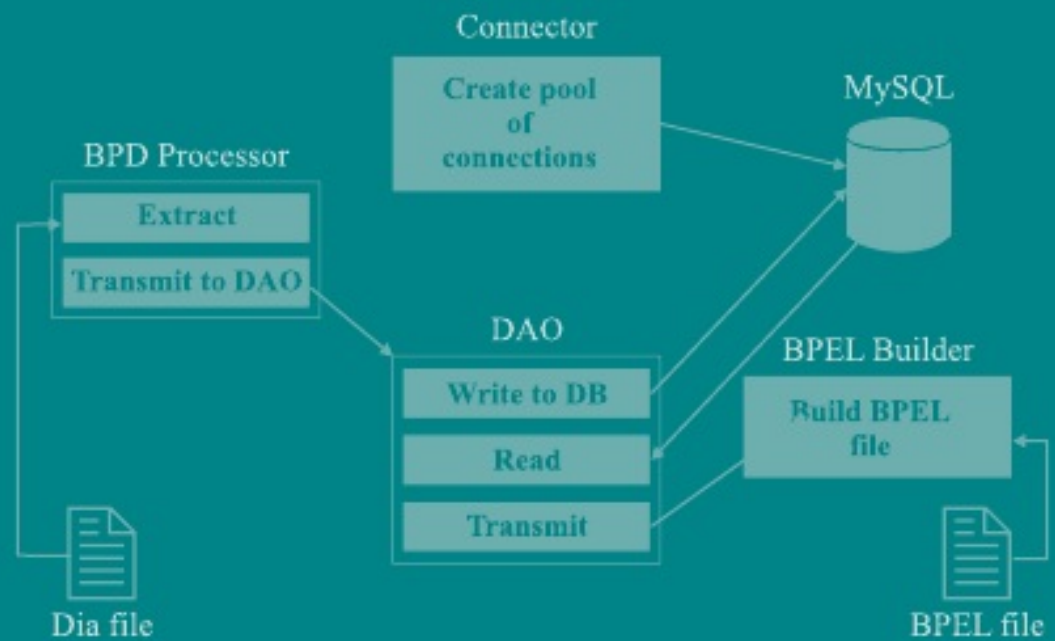 Connector
Create pool
of
connections
MySQL
BPD Processor
Extract
Transmit to DAO
DAO
Write to DB
Read
Transmit
BPEL Builder
Build BPEL
file
Dia file
BPEL file